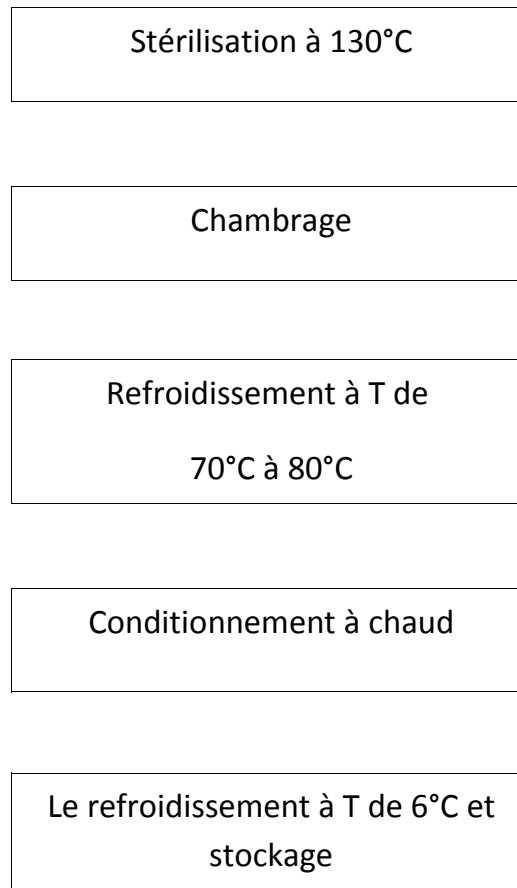 Stérilisation à 130°C
Chambrage
Refroidissement à T de
70°C à 80°C
Conditionnement à chaud
Le refroidissement à T de 6°C et
stockage